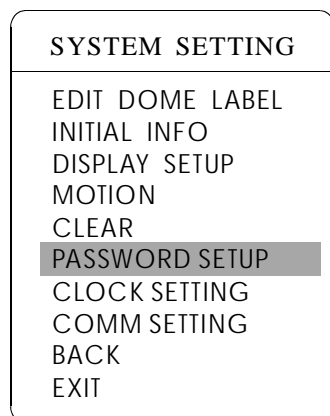 SYSTEM SETTING
EDIT DOME LABEL
INITIAL INFO
DISPLAY SETUP
MOTION
CLEAR
PASSWORD SETUP
CLOCK SETTING
COMM SETTING
BACK
EXIT